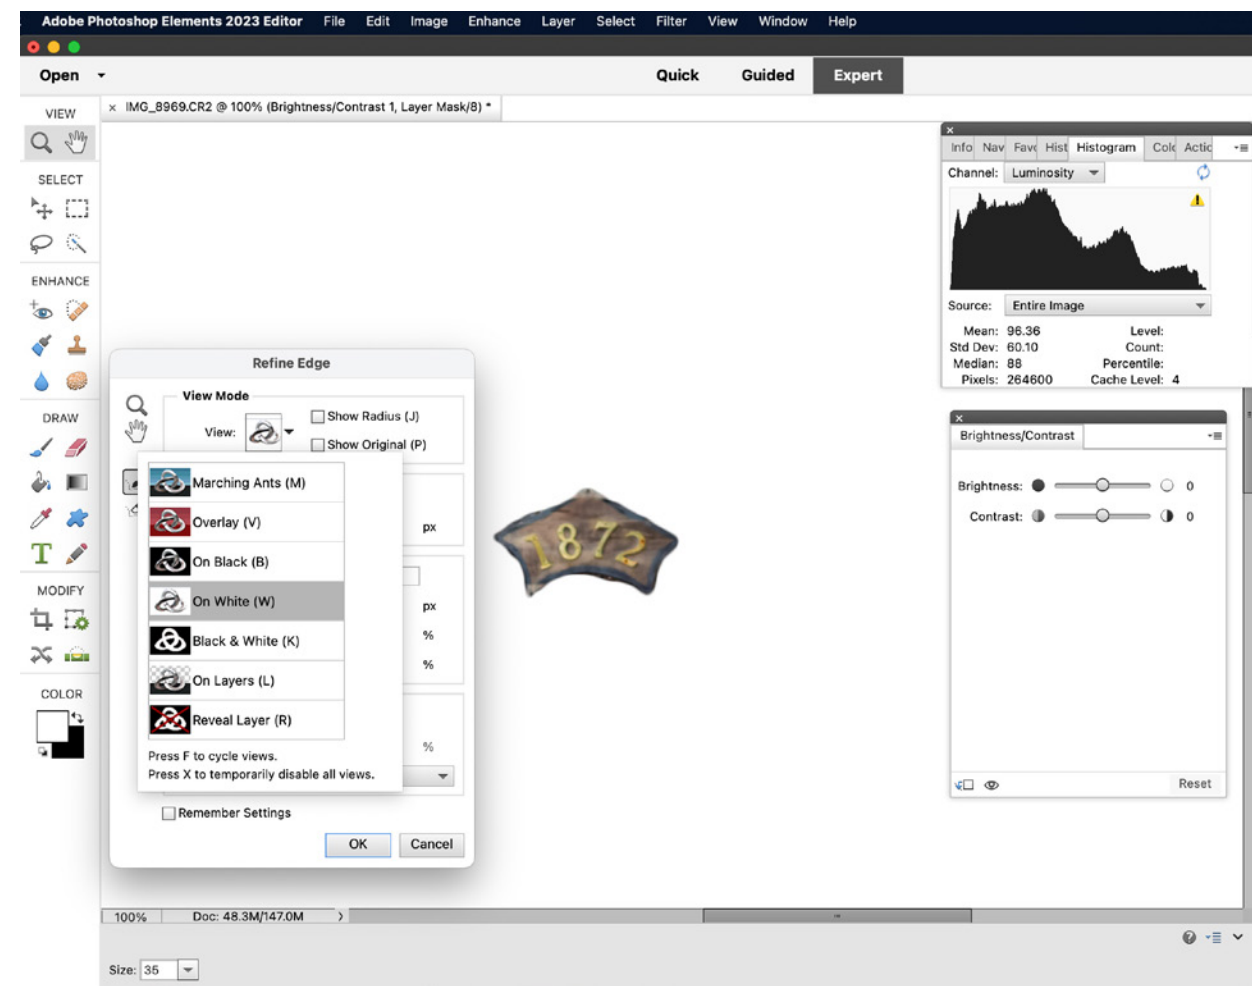 Adobe Photoshop Elements 2023 Editor File Edit Image Enhance Layer Select Filter View Window Help
Open Quick Guided Expert
VIEW
× IMG_8969.CR2 @ 100% (Brightness/Contrast 1, Layer Mask/8) *
SELECT
ENHANCE
DRAW
T
MODIFY
COLOR
Info Nav Fav Hist Histogram Col Actic
Channel: Luminosity
Source: Entire Image
Mean: 96.36 Level:
Std Dev: 60.10 Count:
Median: 88 Percentile:
Pixels: 264600 Cache Level: 4
Brightness/Contrast
Brightness: 0
Contrast: 0
Reset
Refine Edge
View Mode
View: Show Radius (J)
Show Original (P)
Marching Ants (M)
Overlay (V)
px
On Black (B)
On White (W)
px
Black & White (K)
%
%
On Layers (L)
Reveal Layer (R)
%
Press F to cycle views.
Press X to temporarily disable all views.
Remember Settings
OK Cancel
1872
100% Doc: 48.3M/147.0M >
Size: 35